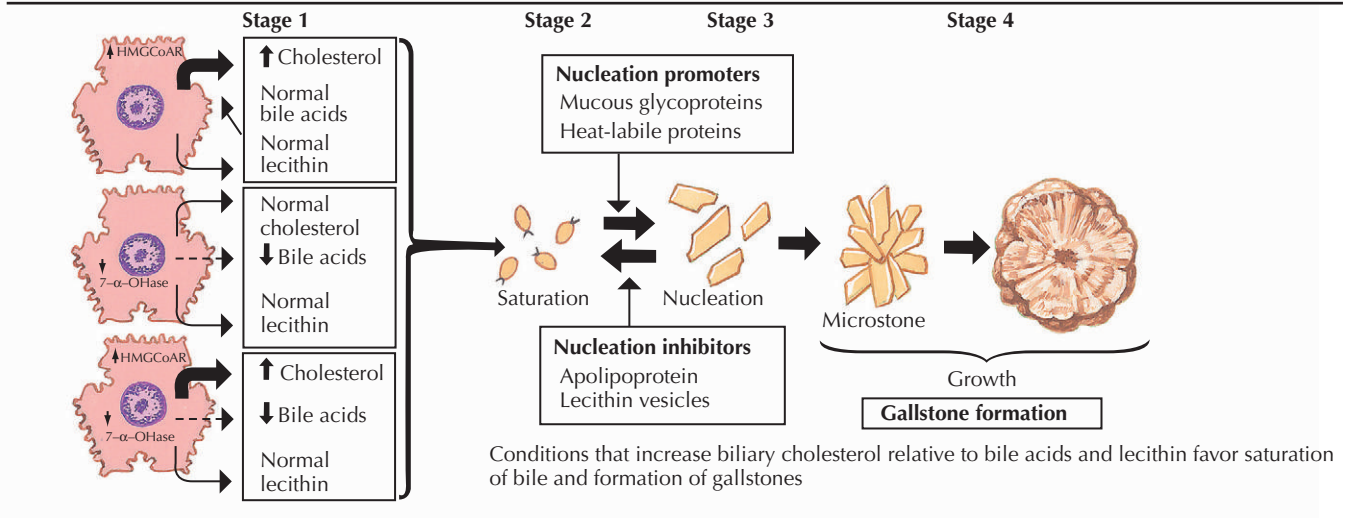 Stage 1
Stage 2
Stage 3
Stage 4
↑HMGCoAR
↑ Cholesterol
Normal
bile acids
Normal
lecithin
↓
7–α–OHase
Normal
cholesterol
↓ Bile acids
Normal
lecithin
↑HMGCoAR
↓
7–α–OHase
↑ Cholesterol
↓ Bile acids
Normal
lecithin
Nucleation promoters
Mucous glycoproteins
Heat-labile proteins
Saturation
Nucleation
Nucleation inhibitors
Apolipoprotein
Lecithin vesicles
Microstone
Growth
Gallstone formation
Conditions that increase biliary cholesterol relative to bile acids and lecithin favor saturation
of bile and formation of gallstones